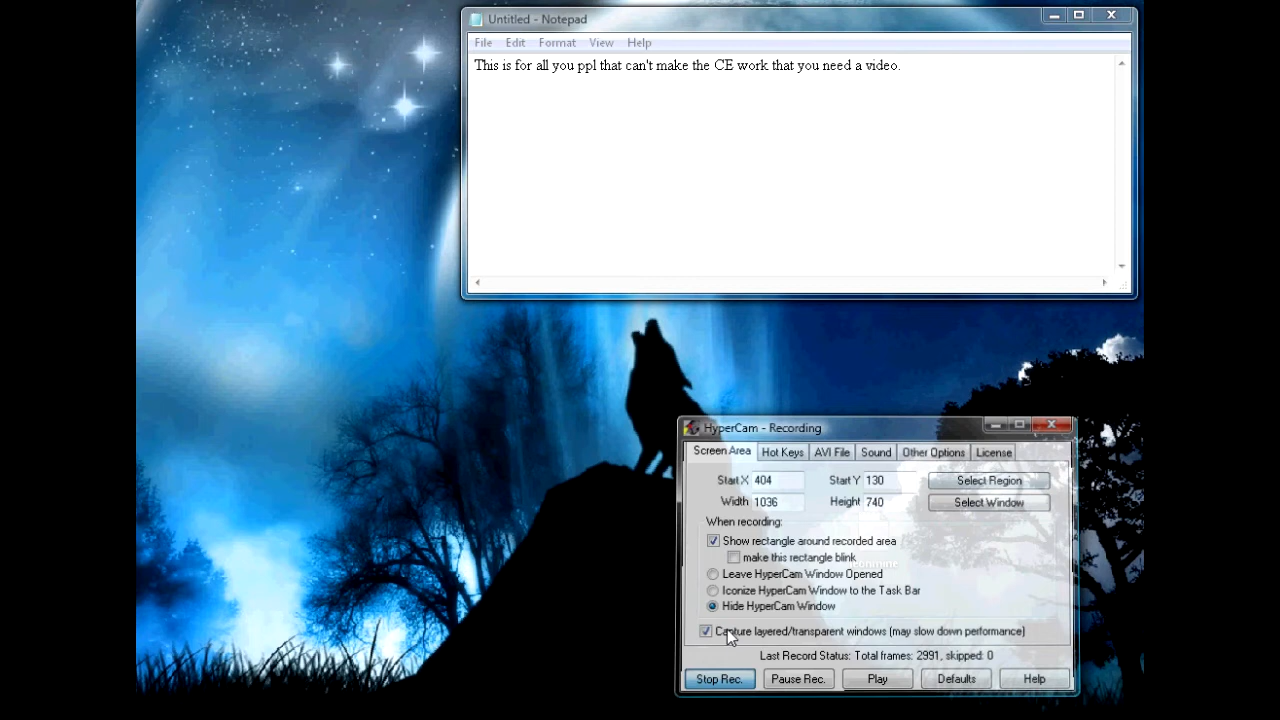 Untitled - Notepad
File Edit Format View Help
This is for all you ppl that can't make the CE work that you need a video.
HyperCam - Recording
Screen Area Hot Keys AVI File Sound Other Options License
Start X 404 Start Y 130 Select Region
Width 1036 Height 740 Select Window
When recording:
Show rectangle around recorded area
make this rectangle blink
Leave HyperCam Window Opened
Iconize HyperCam Window to the Task Bar
Hide HyperCam Window
Capture layered/transparent windows (may slow down performance)
Last Record Status: Total frames: 2991, skipped: 0
Stop Rec. Pause Rec. Play Defaults Help